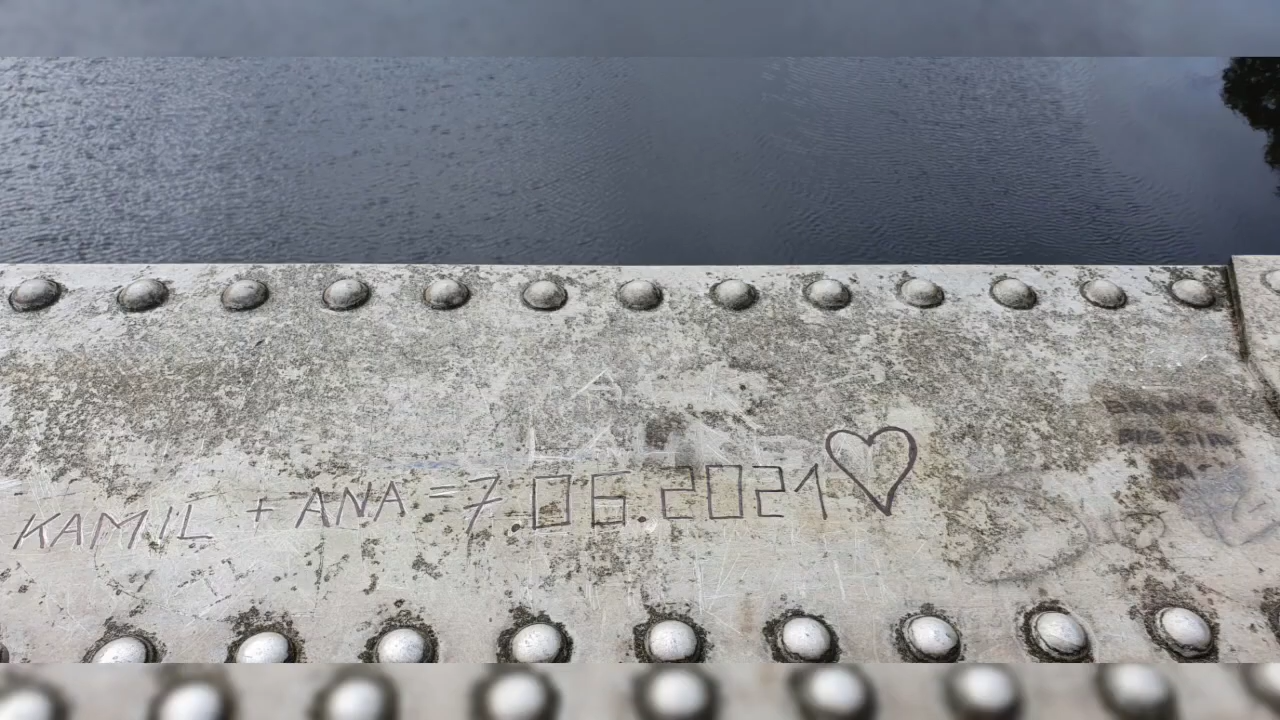 KAMIL + ANA = 7.06.2021 ♡